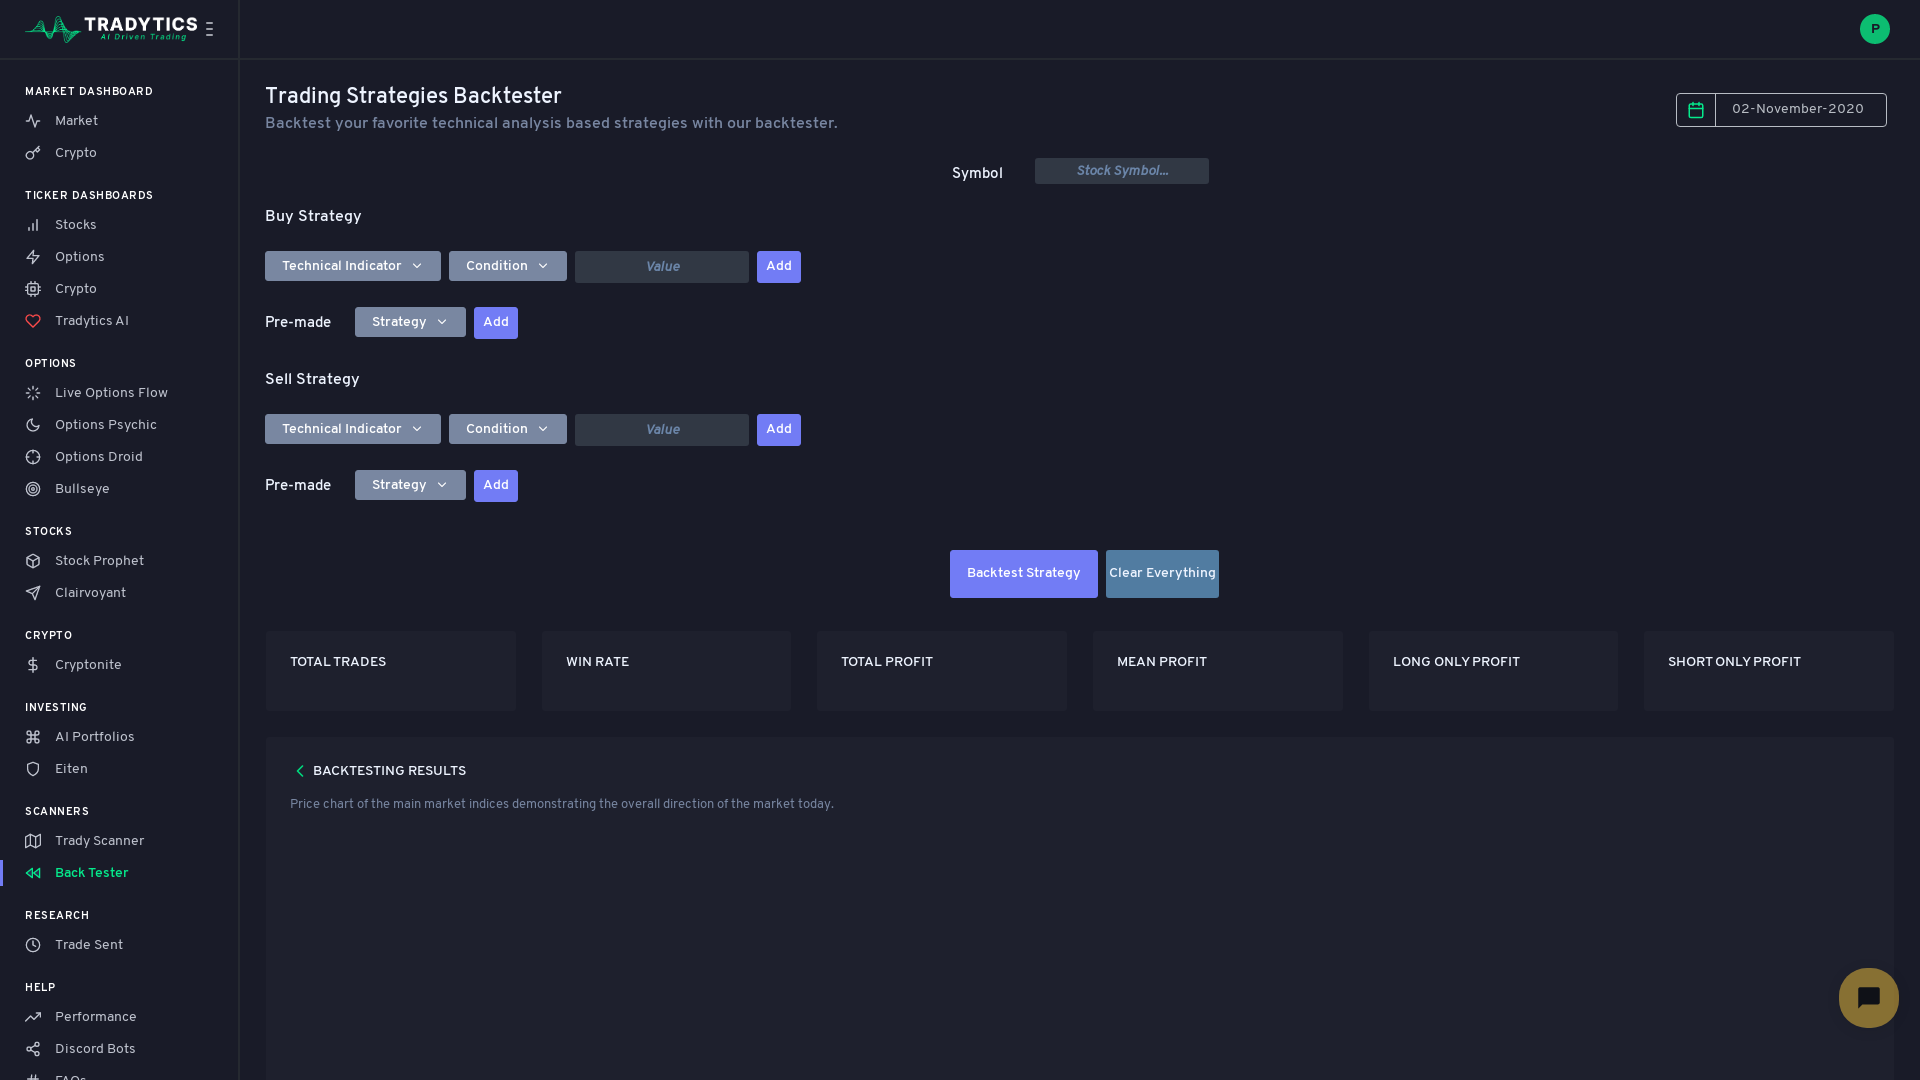 TRADYTICS
AI Driven Trading
P
MARKET DASHBOARD
Market
Crypto
TICKER DASHBOARDS
Stocks
Options
Crypto
Tradytics AI
OPTIONS
Live Options Flow
Options Psychic
Options Droid
Bullseye
STOCKS
Stock Prophet
Clairvoyant
CRYPTO
Cryptonite
INVESTING
AI Portfolios
Eiten
SCANNERS
Trady Scanner
Back Tester
RESEARCH
Trade Sent
HELP
Performance
Discord Bots
FAQs
Trading Strategies Backtester
Backtest your favorite technical analysis based strategies with our backtester.
02-November-2020
Symbol Stock Symbol...
Buy Strategy
Technical Indicator Condition Value Add
Pre-made Strategy Add
Sell Strategy
Technical Indicator Condition Value Add
Pre-made Strategy Add
Backtest Strategy Clear Everything
TOTAL TRADES WIN RATE TOTAL PROFIT MEAN PROFIT LONG ONLY PROFIT SHORT ONLY PROFIT
BACKTESTING RESULTS
Price chart of the main market indices demonstrating the overall direction of the market today.